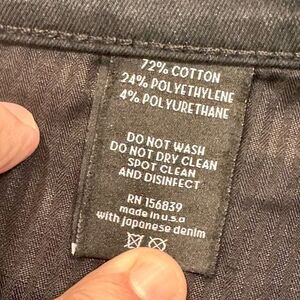 72% COTTON
24% POLYETHYLENE
4% POLYURETHANE
DO NOT WASH
DO NOT DRY CLEAN
SPOT CLEAN
AND DISINFECT
RN 156839
made in u.s.a
with japanese denim